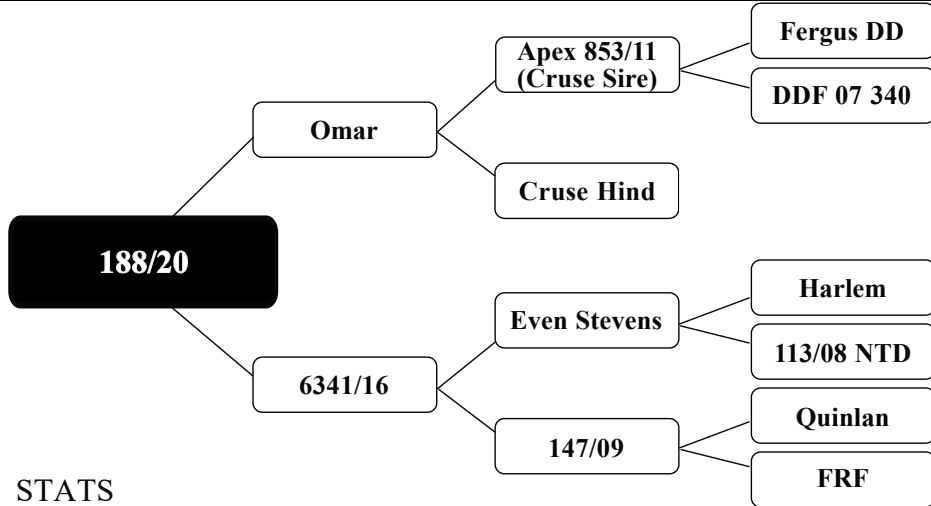 Fergus DD
Apex 853/11
(Cruse Sire)
DDF 07 340
Omar
Cruse Hind
188/20
Harlem
Even Stevens
113/08 NTD
6341/16
Quinlan
147/09
FRF
STATS